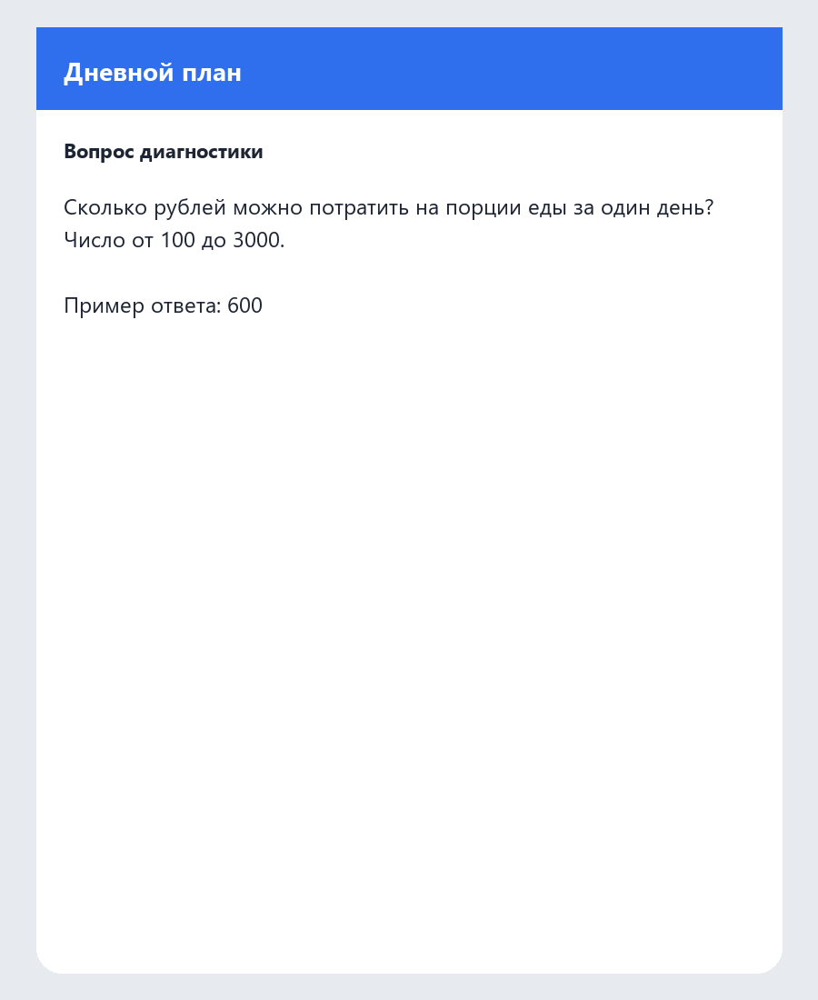 Дневной план
Вопрос диагностики
Сколько рублей можно потратить на порции еды за один день?
Число от 100 до 3000.
Пример ответа: 600